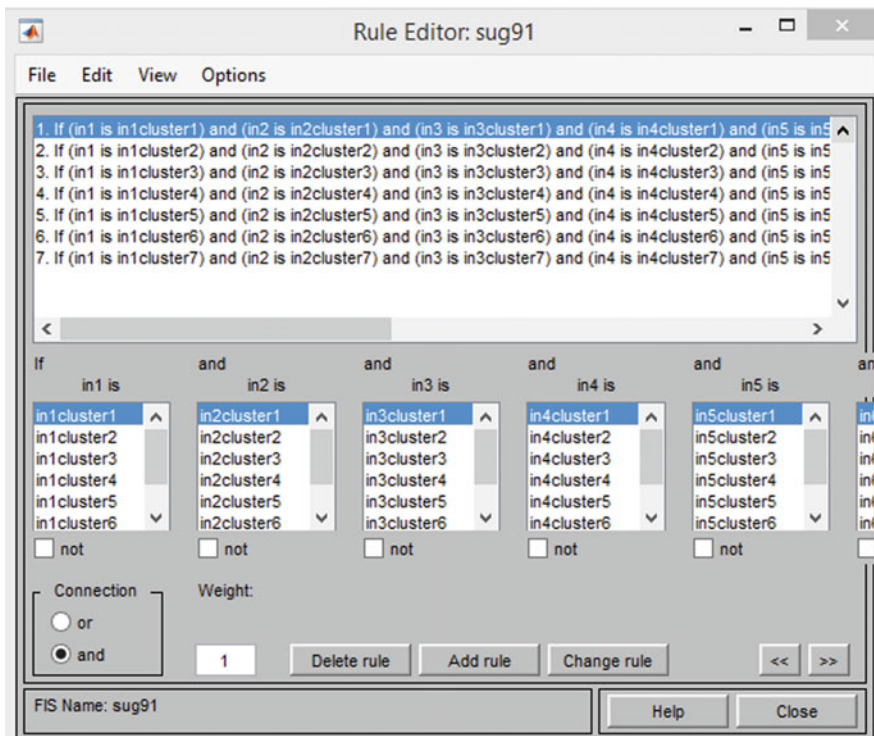 Rule Editor: sug91
File Edit View Options
1. If (in1 is in1cluster1) and (in2 is in2cluster1) and (in3 is in3cluster1) and (in4 is in4cluster1) and (in5 is in5
2. If (in1 is in1cluster2) and (in2 is in2cluster2) and (in3 is in3cluster2) and (in4 is in4cluster2) and (in5 is in5
3. If (in1 is in1cluster3) and (in2 is in2cluster3) and (in3 is in3cluster3) and (in4 is in4cluster3) and (in5 is in5
4. If (in1 is in1cluster4) and (in2 is in2cluster4) and (in3 is in3cluster4) and (in4 is in4cluster4) and (in5 is in5
5. If (in1 is in1cluster5) and (in2 is in2cluster5) and (in3 is in3cluster5) and (in4 is in4cluster5) and (in5 is in5
6. If (in1 is in1cluster6) and (in2 is in2cluster6) and (in3 is in3cluster6) and (in4 is in4cluster6) and (in5 is in5
7. If (in1 is in1cluster7) and (in2 is in2cluster7) and (in3 is in3cluster7) and (in4 is in4cluster7) and (in5 is in5
If and and and and
in1 is in2 is in3 is in4 is in5 is
in1cluster1 in2cluster1 in3cluster1 in4cluster1 in5cluster1
in1cluster2 in2cluster2 in3cluster2 in4cluster2 in5cluster2
in1cluster3 in2cluster3 in3cluster3 in4cluster3 in5cluster3
in1cluster4 in2cluster4 in3cluster4 in4cluster4 in5cluster4
in1cluster5 in2cluster5 in3cluster5 in4cluster5 in5cluster5
in1cluster6 in2cluster6 in3cluster6 in4cluster6 in5cluster6
not not not not not
Connection Weight:
or
and 1 Delete rule Add rule Change rule << >>
FIS Name: sug91 Help Close